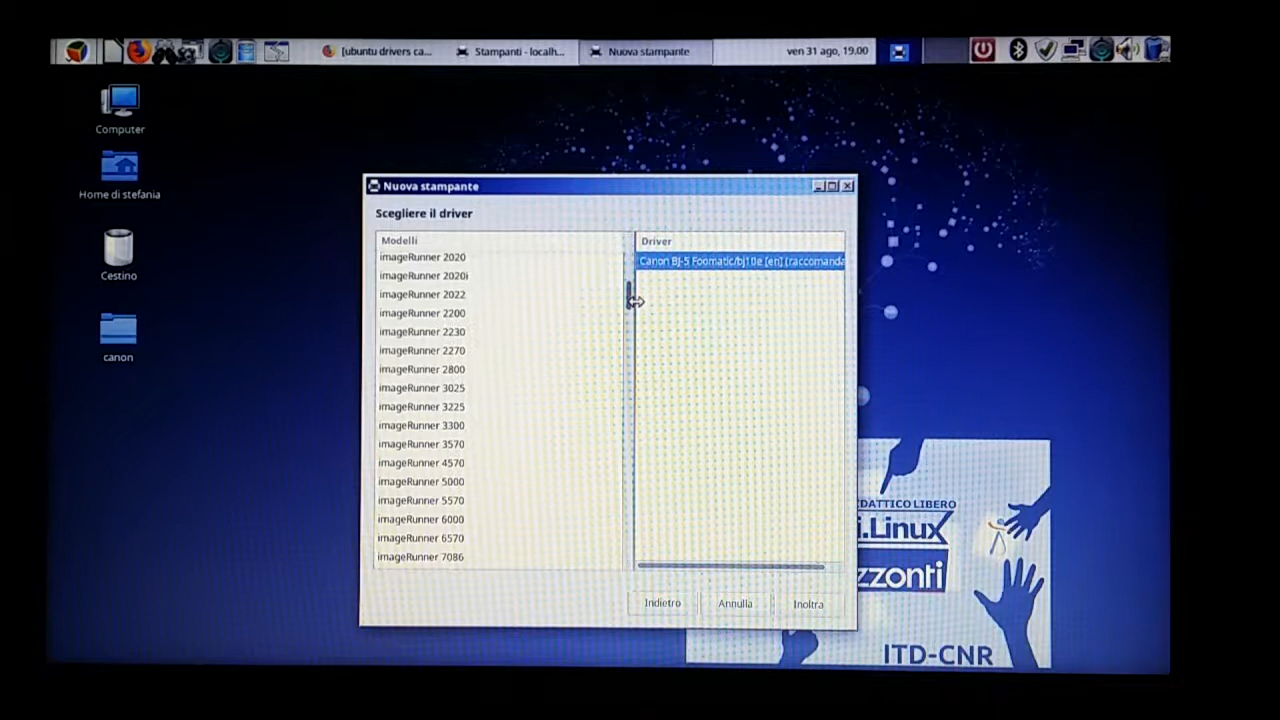 [ubuntu drivers ca...
Stampanti - localh...
Nuova stampante
ven 31 ago, 19.00
Computer
Home di stefania
Cestino
canon
Nuova stampante
Scegliere il driver
Modelli
imageRunner 2020
imageRunner 2020i
imageRunner 2022
imageRunner 2200
imageRunner 2230
imageRunner 2270
imageRunner 2800
imageRunner 3025
imageRunner 3225
imageRunner 3300
imageRunner 3570
imageRunner 4570
imageRunner 5000
imageRunner 5570
imageRunner 6000
imageRunner 6570
imageRunner 7086
Driver
Canon BJ-5 Foomatic/bj10e [en] (raccomanda
Indietro
Annulla
Inoltra
DATTICO LIBERO
i.Linux
zzonti
ITD-CNR